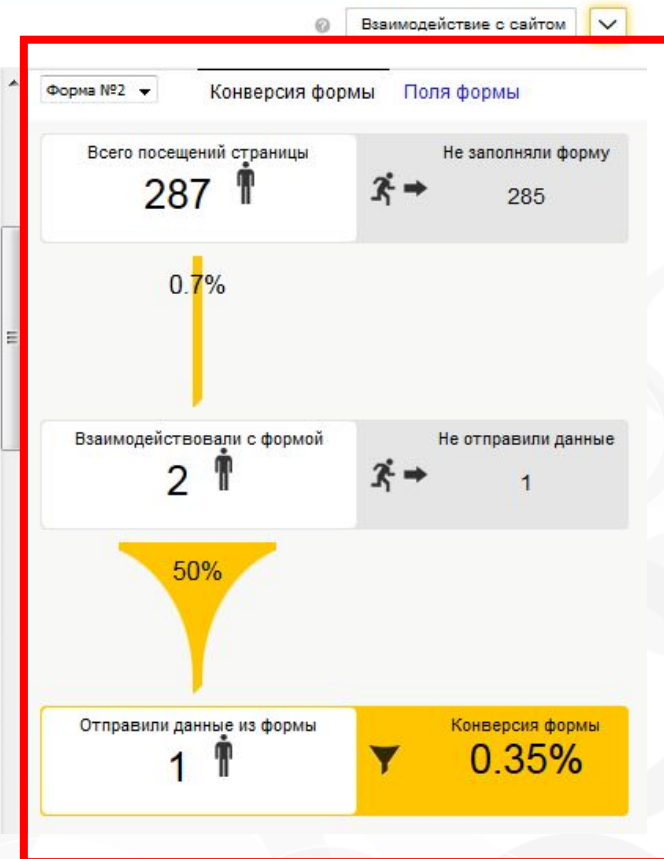 Взаимодействие с сайтом
Форма №2
Конверсия формы
Поля формы
Всего посещений страницы
287
Не заполняли форму
285
0.7%
Взаимодействовали с формой
2
Не отправили данные
1
50%
Отправили данные из формы
1
Конверсия формы
0.35%